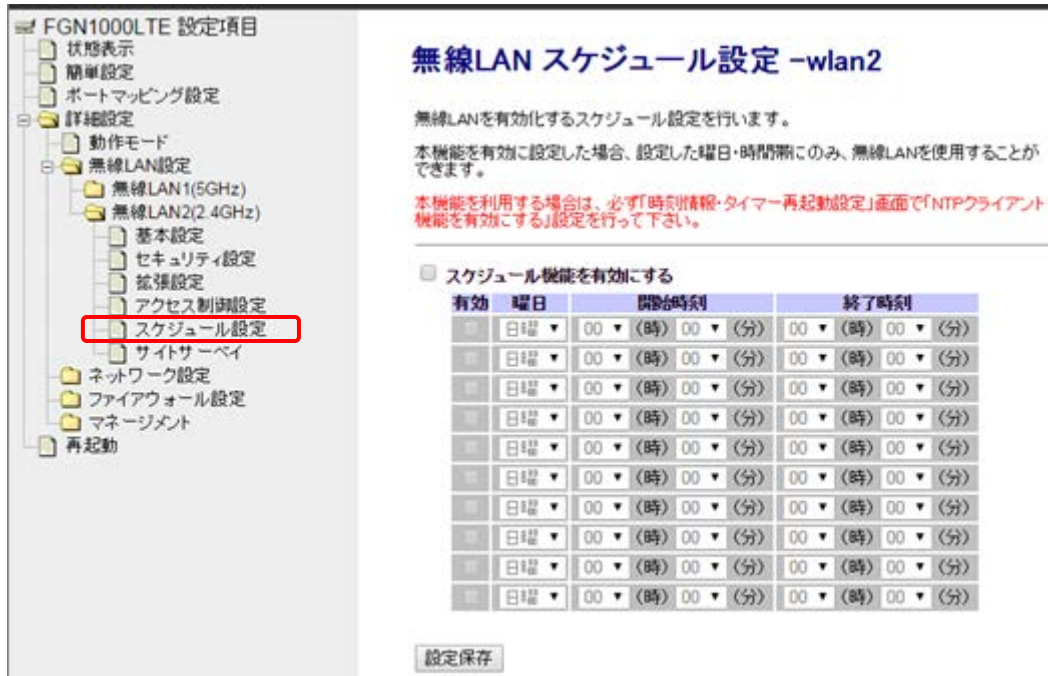 FGN1000LTE 設定項目
状態表示
簡単設定
ポートマッピング設定
詳細設定
動作モード
無線LAN設定
無線LAN1(5GHz)
無線LAN2(2.4GHz)
基本設定
セキュリティ設定
拡張設定
アクセス制御設定
スケジュール設定
サイトサーベイ
ネットワーク設定
ファイアウォール設定
マネージメント
再起動
無線LAN スケジュール設定 -wlan2
無線LANを有効化するスケジュール設定を行います。
本機能を有効に設定した場合、設定した曜日・時間帯にのみ、無線LANを使用することが
できます。
本機能を利用する場合は、必ず「時刻情報・タイマー再起動設定」画面で「NTPクライアント
機能を有効にする」設定を行って下さい。
スケジュール機能を有効にする
有効 曜日 開始時刻 終了時刻
日曜 00 (時) 00 (分) 00 (時) 00 (分)
日曜 00 (時) 00 (分) 00 (時) 00 (分)
日曜 00 (時) 00 (分) 00 (時) 00 (分)
日曜 00 (時) 00 (分) 00 (時) 00 (分)
日曜 00 (時) 00 (分) 00 (時) 00 (分)
日曜 00 (時) 00 (分) 00 (時) 00 (分)
日曜 00 (時) 00 (分) 00 (時) 00 (分)
日曜 00 (時) 00 (分) 00 (時) 00 (分)
日曜 00 (時) 00 (分) 00 (時) 00 (分)
日曜 00 (時) 00 (分) 00 (時) 00 (分)
設定保存